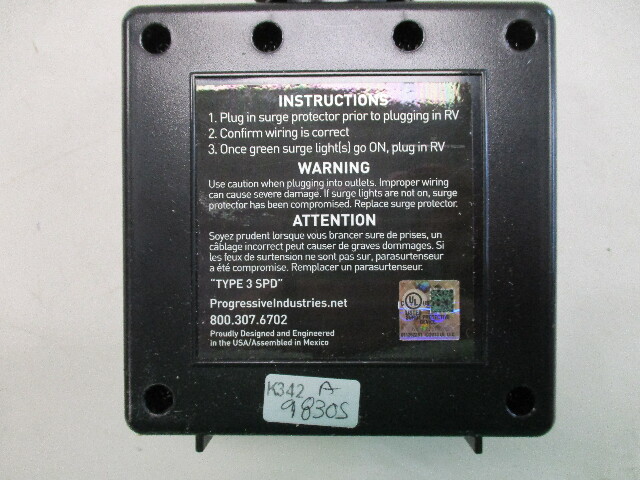 INSTRUCTIONS
1. Plug in surge protector prior to plugging in RV
2. Confirm wiring is correct
3. Once green surge light(s) go ON, plug in RV
WARNING
Use caution when plugging into outlets. Improper wiring
can cause severe damage. If surge lights are not on, surge
protector has been compromised. Replace surge protector.
ATTENTION
Soyez prudent lorsque vous brancer sure de prises, un
câblage incorrect peut causer de graves dommages. Si
les feux de surtension ne sont pas sur, parasurtenseur
a été compromise. Remplacer un parasurtenseur.
"TYPE 3 SPD"
ProgressiveIndustries.net
800.307.6702
Proudly Designed and Engineered
in the USA/Assembled in Mexico
UL
LISTED
K342 A
9830S